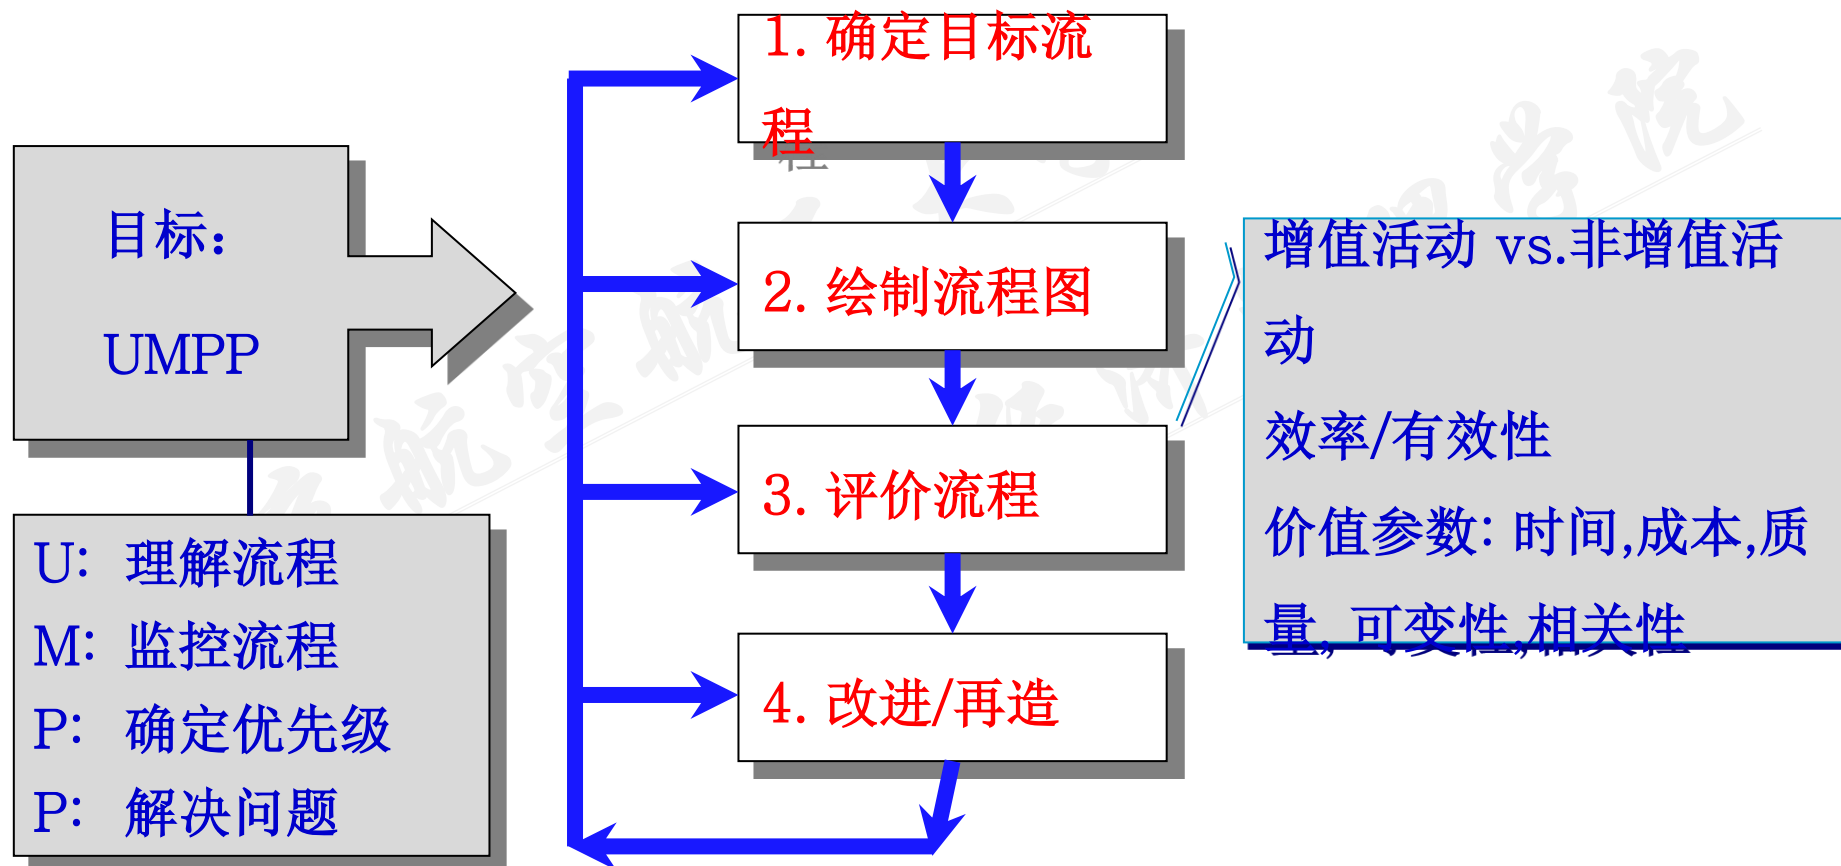 1. 确定目标流
程
目标：
UMPP
2. 绘制流程图
3. 评价流程
4. 改进/再造
U: 理解流程
M: 监控流程
P: 确定优先级
P: 解决问题
增值活动 vs.非增值活
动
效率/有效性
价值参数: 时间,成本,质
量, 可变性,相关性